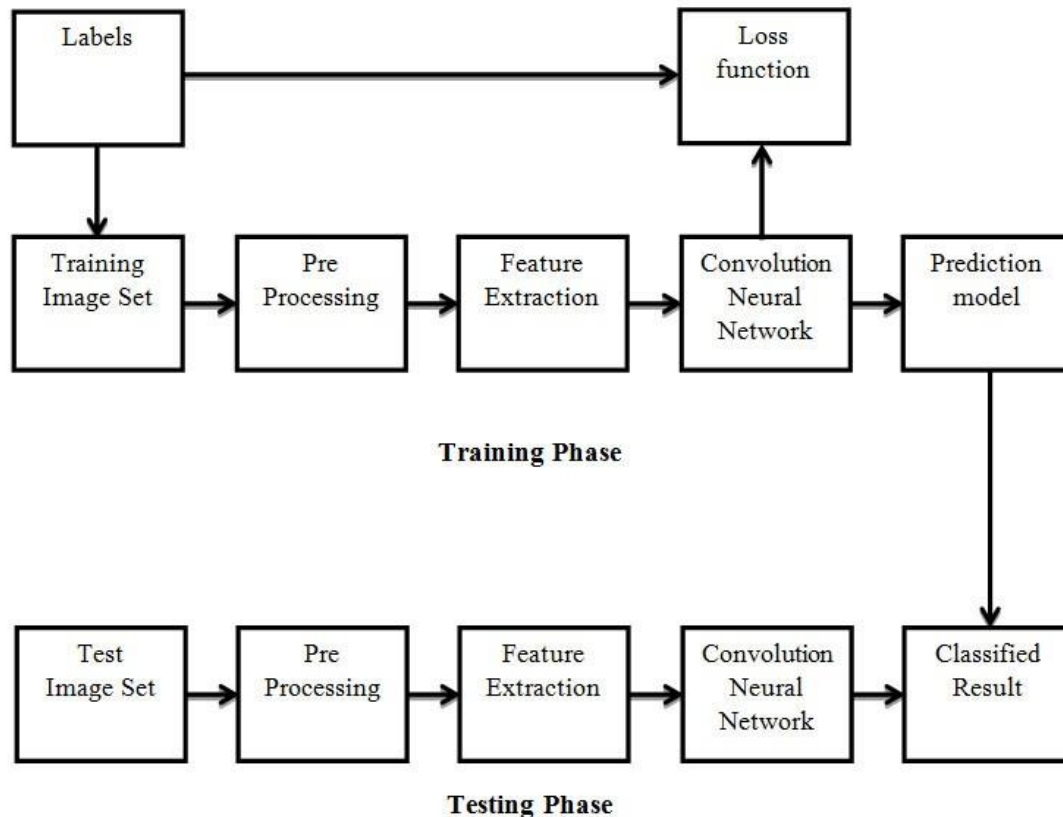 Labels
Loss
function
Training
Image Set
Pre
Processing
Feature
Extraction
Convolution
Neural
Network
Prediction
model
Training Phase
Test
Image Set
Pre
Processing
Feature
Extraction
Convolution
Neural
Network
Classified
Result
Testing Phase